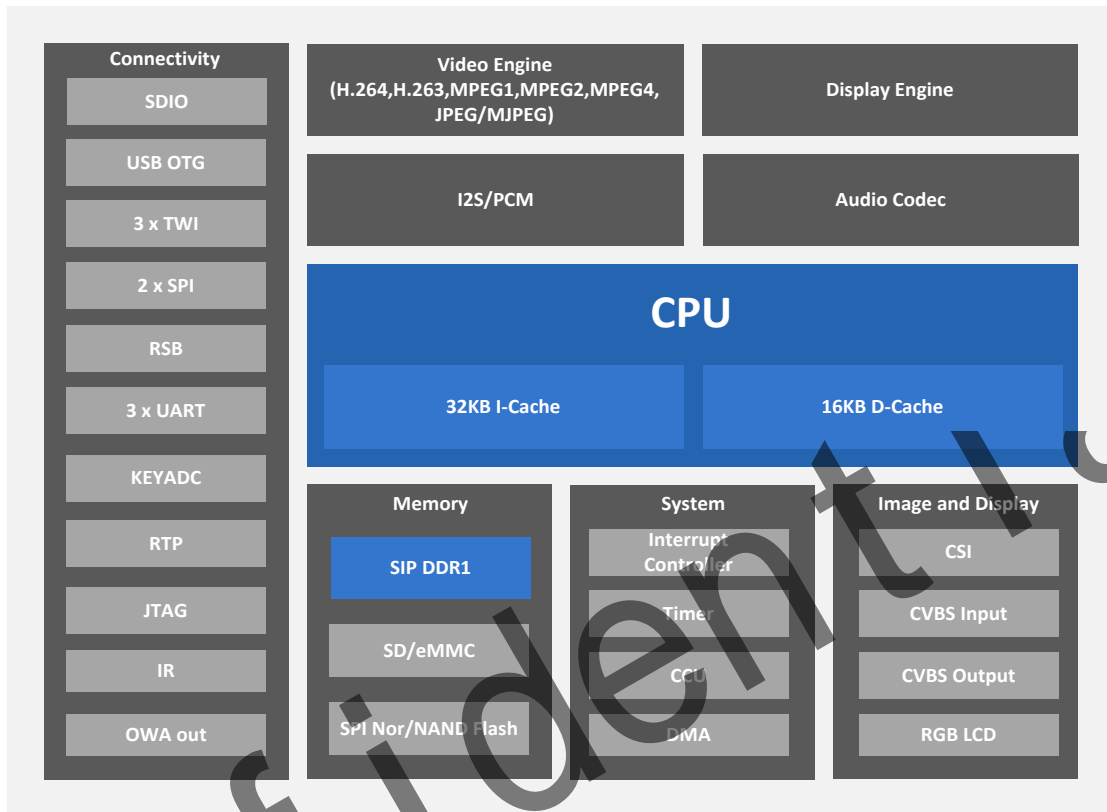 Connectivity
SDIO
USB OTG
3 x TWI
2 x SPI
RSB
3 x UART
KEYADC
RTP
JTAG
IR
OWA out
Video Engine
(H.264,H.263,MPEG1,MPEG2,MPEG4,
JPEG/MJPEG)
Display Engine
I2S/PCM
Audio Codec
CPU
32KB I-Cache
16KB D-Cache
Memory
SIP DDR1
SD/eMMC
SPI Nor/NAND Flash
System
Interrupt
Controller
Timer
CCU
DMA
Image and Display
CSI
CVBS Input
CVBS Output
RGB LCD
fident